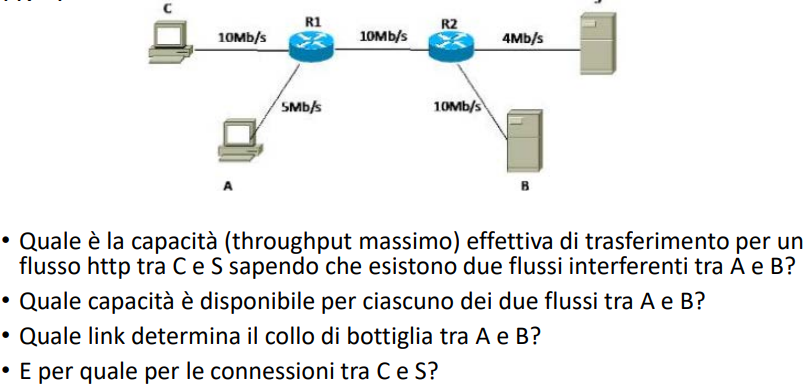 C
R1
R2
10Mb/s
10Mb/s
4Mb/s
5Mb/s
10Mb/s
A
B
• Quale è la capacità (throughput massimo) effettiva di trasferimento per un
flusso http tra C e S sapendo che esistono due flussi interferenti tra A e B?
• Quale capacità è disponibile per ciascuno dei due flussi tra A e B?
• Quale link determina il collo di bottiglia tra A e B?
• E per quale per le connessioni tra C e S?